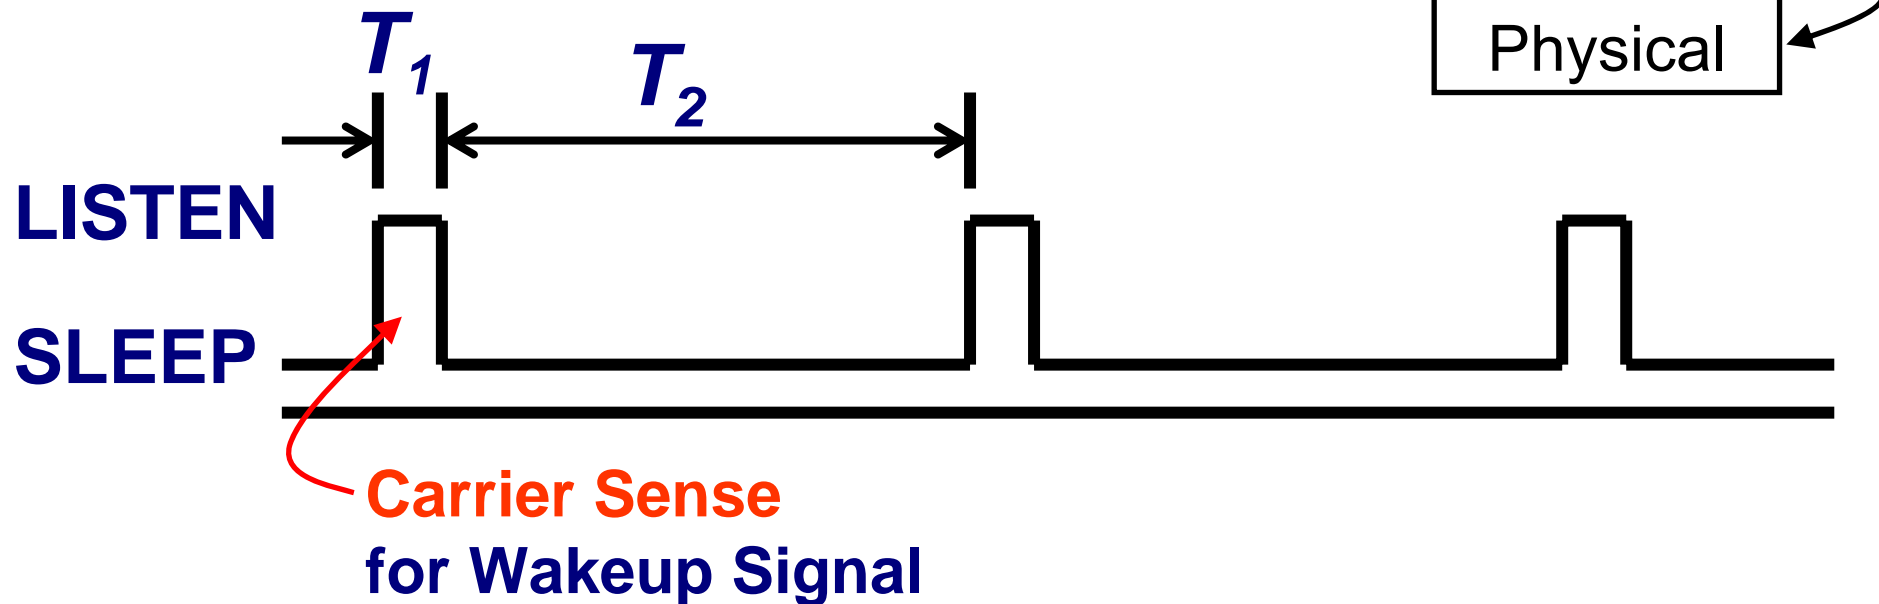 T1
T2
Physical
LISTEN
SLEEP
Carrier Sense
for Wakeup Signal